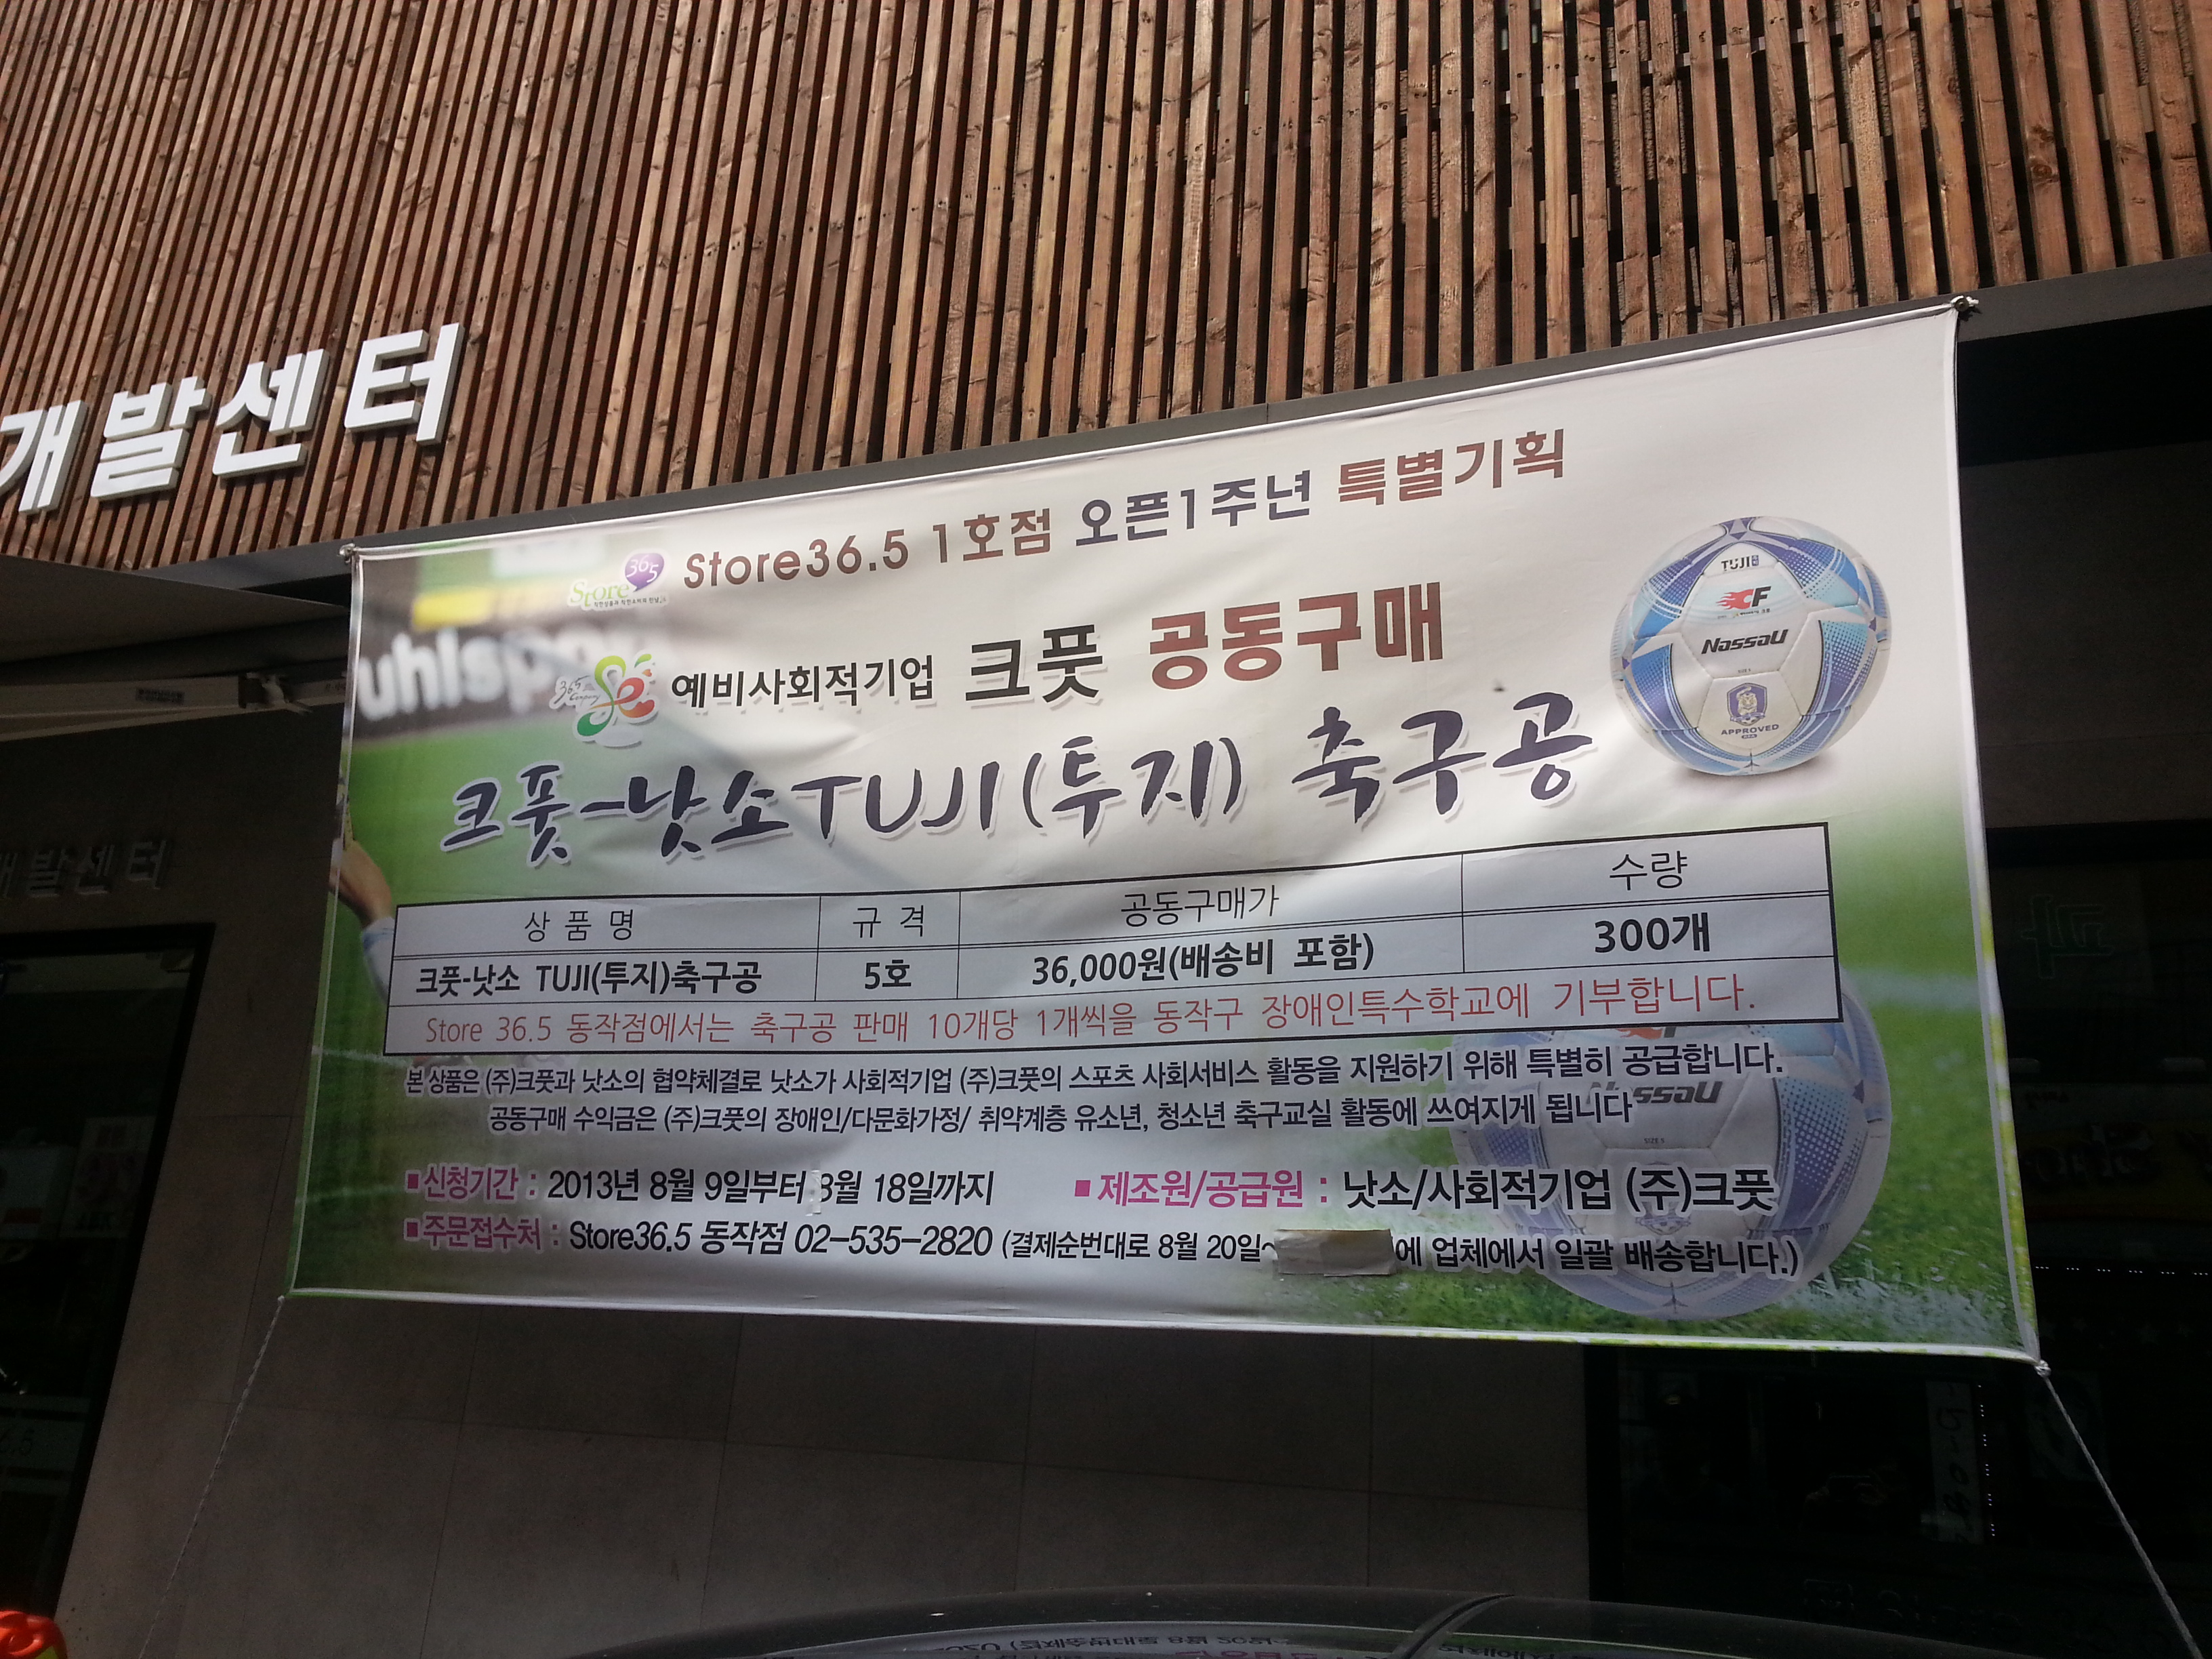 개발센터
Store36.5 1호점 오픈1주년 특별기획
Store 365
예비사회적기업 크풋 공동구매
uhlspo
크풋-낫소TUJI(투지) 축구공
TUJI
CF
Nassau
SIZE 5
APPROVED
상 품 명 규 격 공동구매가 수량
크풋-낫소 TUJI(투지)축구공 5호 36,000원(배송비 포함) 300개
Store 36.5 동작점에서는 축구공 판매 10개당 1개씩을 동작구 장애인특수학교에 기부합니다.
본 상품은 (주)크풋과 낫소의 협약체결로 낫소가 사회적기업 (주)크풋의 스포츠 사회서비스 활동을 지원하기 위해 특별히 공급합니다.
공동구매 수익금은 (주)크풋의 장애인/다문화가정/ 취약계층 유소년, 청소년 축구교실 활동에 쓰여지게 됩니다
Nassau
SIZE 5
■신청기간 : 2013년 8월 9일부터 8월 18일까지 ■제조원/공급원 : 낫소/사회적기업 (주)크풋
■주문접수처 : Store36.5 동작점 02-535-2820 (결제순번대로 8월 20일~ 에 업체에서 일괄 배송합니다.)